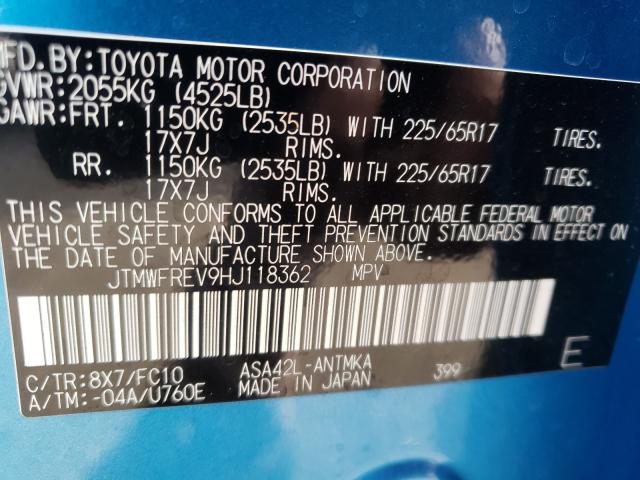 MFD.BY:TOYOTA MOTOR CORPORATION
GVWR:2055KG (4525LB)
GAWR:FRT. 1150KG (2535LB) WITH 225/65R17 TIRES.
17X7J RIMS.
RR. 1150KG (2535LB) WITH 225/65R17 TIRES.
17X7J RIMS.
THIS VEHICLE CONFORMS TO ALL APPLICABLE FEDERAL MOTOR
VEHICLE SAFETY AND THEFT PREVENTION STANDARDS IN EFFECT ON
THE DATE OF MANUFACTURE SHOWN ABOVE.
JTMWFREV9HJ118362 MPV
C/TR:8X7/FC10 ASA42L-ANTMKA 399 E
A/TM:-04A/U760E MADE IN JAPAN